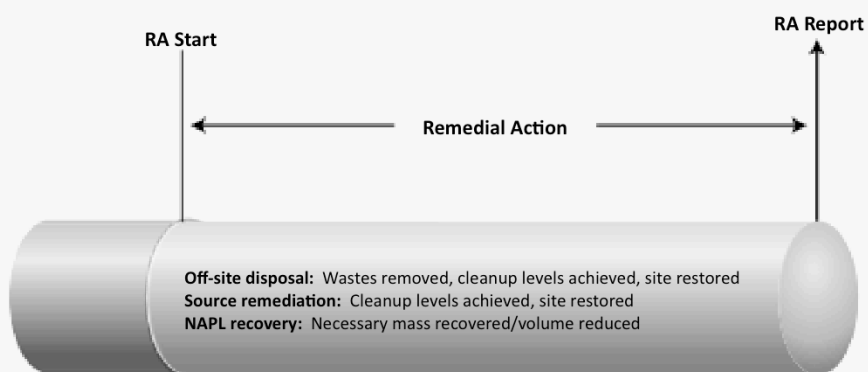 RA Report
RA Start
Remedial Action
Off-site disposal: Wastes removed, cleanup levels achieved, site restored
Source remediation: Cleanup levels achieved, site restored
NAPL recovery: Necessary mass recovered/volume reduced